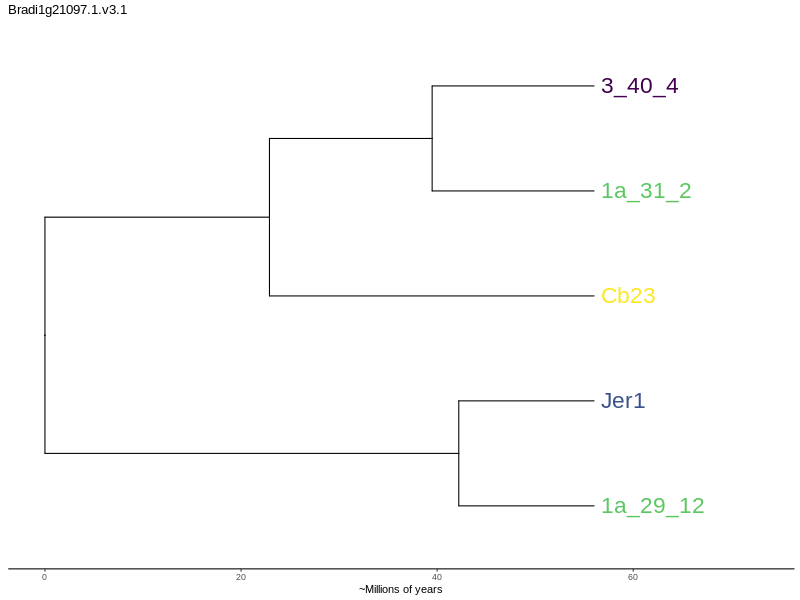 Bradi1g21097.1.v3.1
3_40_4
1a_31_2
Cb23
Jer1
1a_29_12
0 20 40 60
~Millions of years